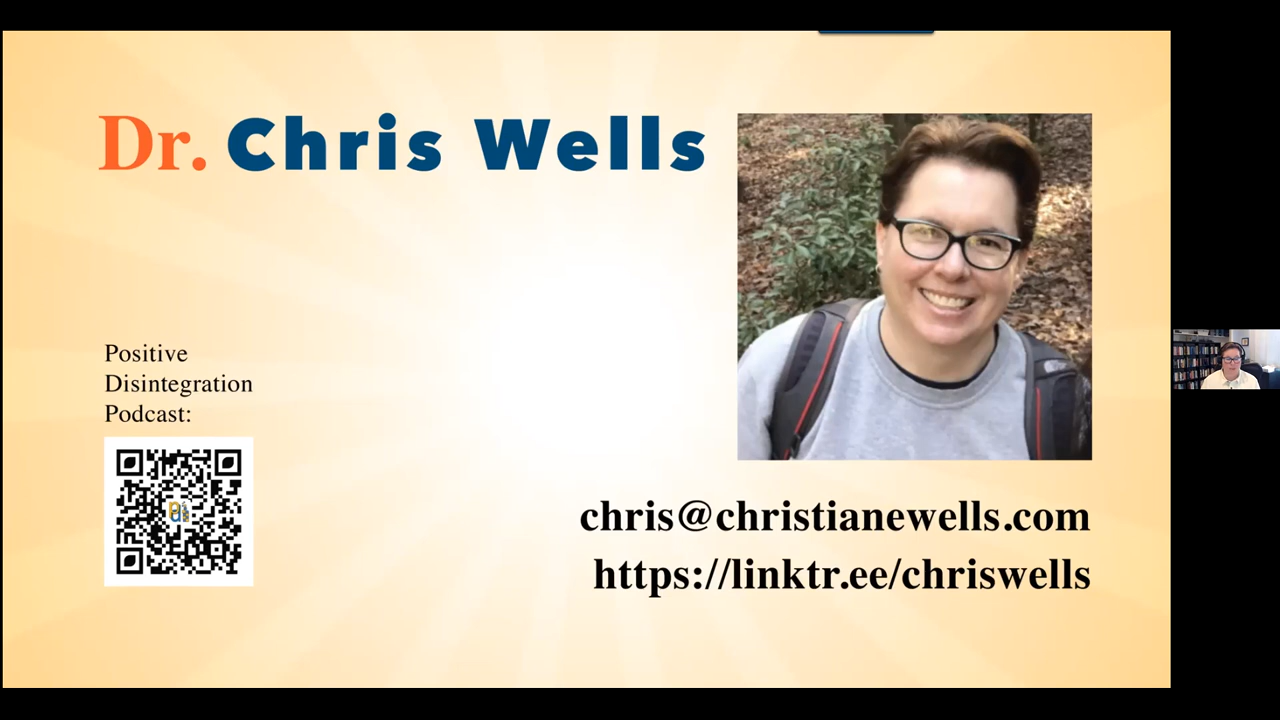 Dr. Chris Wells
Positive
Disintegration
Podcast:
chris@christianewells.com
https://linktr.ee/chriswells